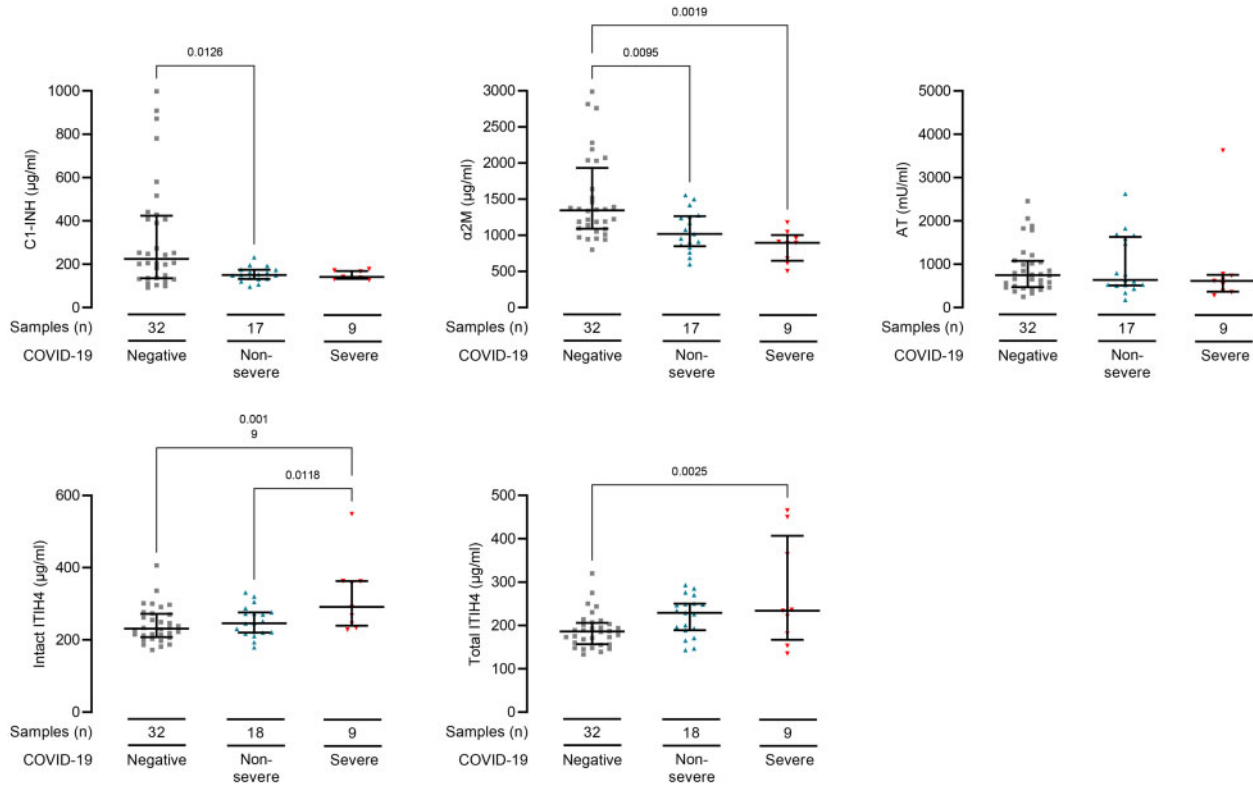 0.0126
C1-INH (µg/ml)
1000
800
600
400
200
0
Samples (n) 32 17 9
COVID-19 Negative Non-severe Severe
0.0019
0.0095
α2M (µg/ml)
3000
2500
2000
1500
1000
500
0
Samples (n) 32 17 9
COVID-19 Negative Non-severe Severe
AT (mU/ml)
5000
4000
3000
2000
1000
0
Samples (n) 32 17 9
COVID-19 Negative Non-severe Severe
0.001
9
0.0118
Intact ITIH4 (µg/ml)
600
400
200
0
Samples (n) 32 18 9
COVID-19 Negative Non-severe Severe
0.0025
Total ITIH4 (µg/ml)
500
400
300
200
100
0
Samples (n) 32 18 9
COVID-19 Negative Non-severe Severe